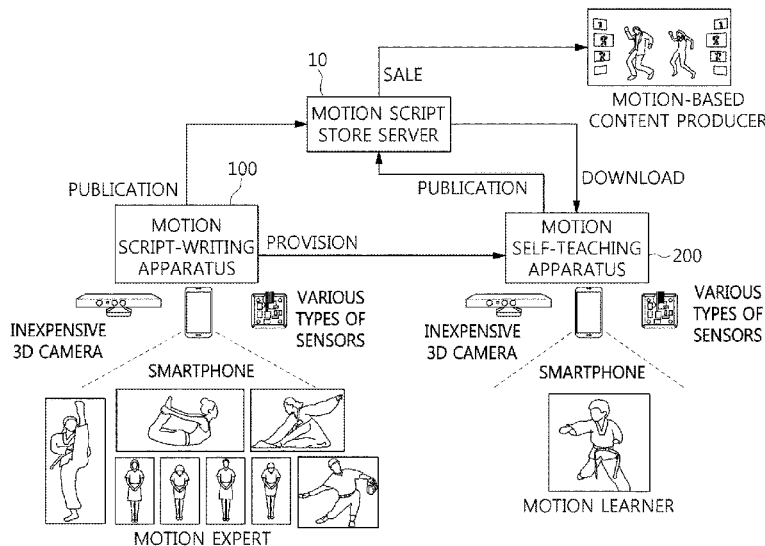 10
SALE
MOTION SCRIPT
STORE SERVER
MOTION-BASED
CONTENT PRODUCER
PUBLICATION
100
PUBLICATION
DOWNLOAD
MOTION
SCRIPT-WRITING
APPARATUS
PROVISION
MOTION
SELF-TEACHING
APPARATUS
200
INEXPENSIVE
3D CAMERA
VARIOUS
TYPES OF
SENSORS
SMARTPHONE
INEXPENSIVE
3D CAMERA
VARIOUS
TYPES OF
SENSORS
SMARTPHONE
MOTION EXPERT
MOTION LEARNER